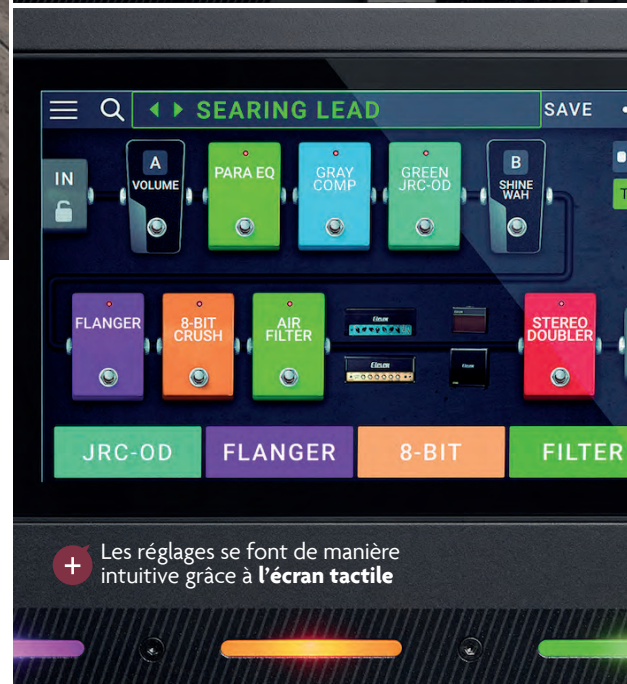 SEARING LEAD
SAVE
IN
A
VOLUME
PARA EQ
GRAY
COMP
GREEN
JRC-OD
B
SHINE
WAH
T
FLANGER
8-BIT
CRUSH
AIR
FILTER
Eleven
Eleven
STEREO
DOUBLER
JRC-OD
FLANGER
8-BIT
FILTER
+ Les réglages se font de manière
intuitive grâce à l'écran tactile